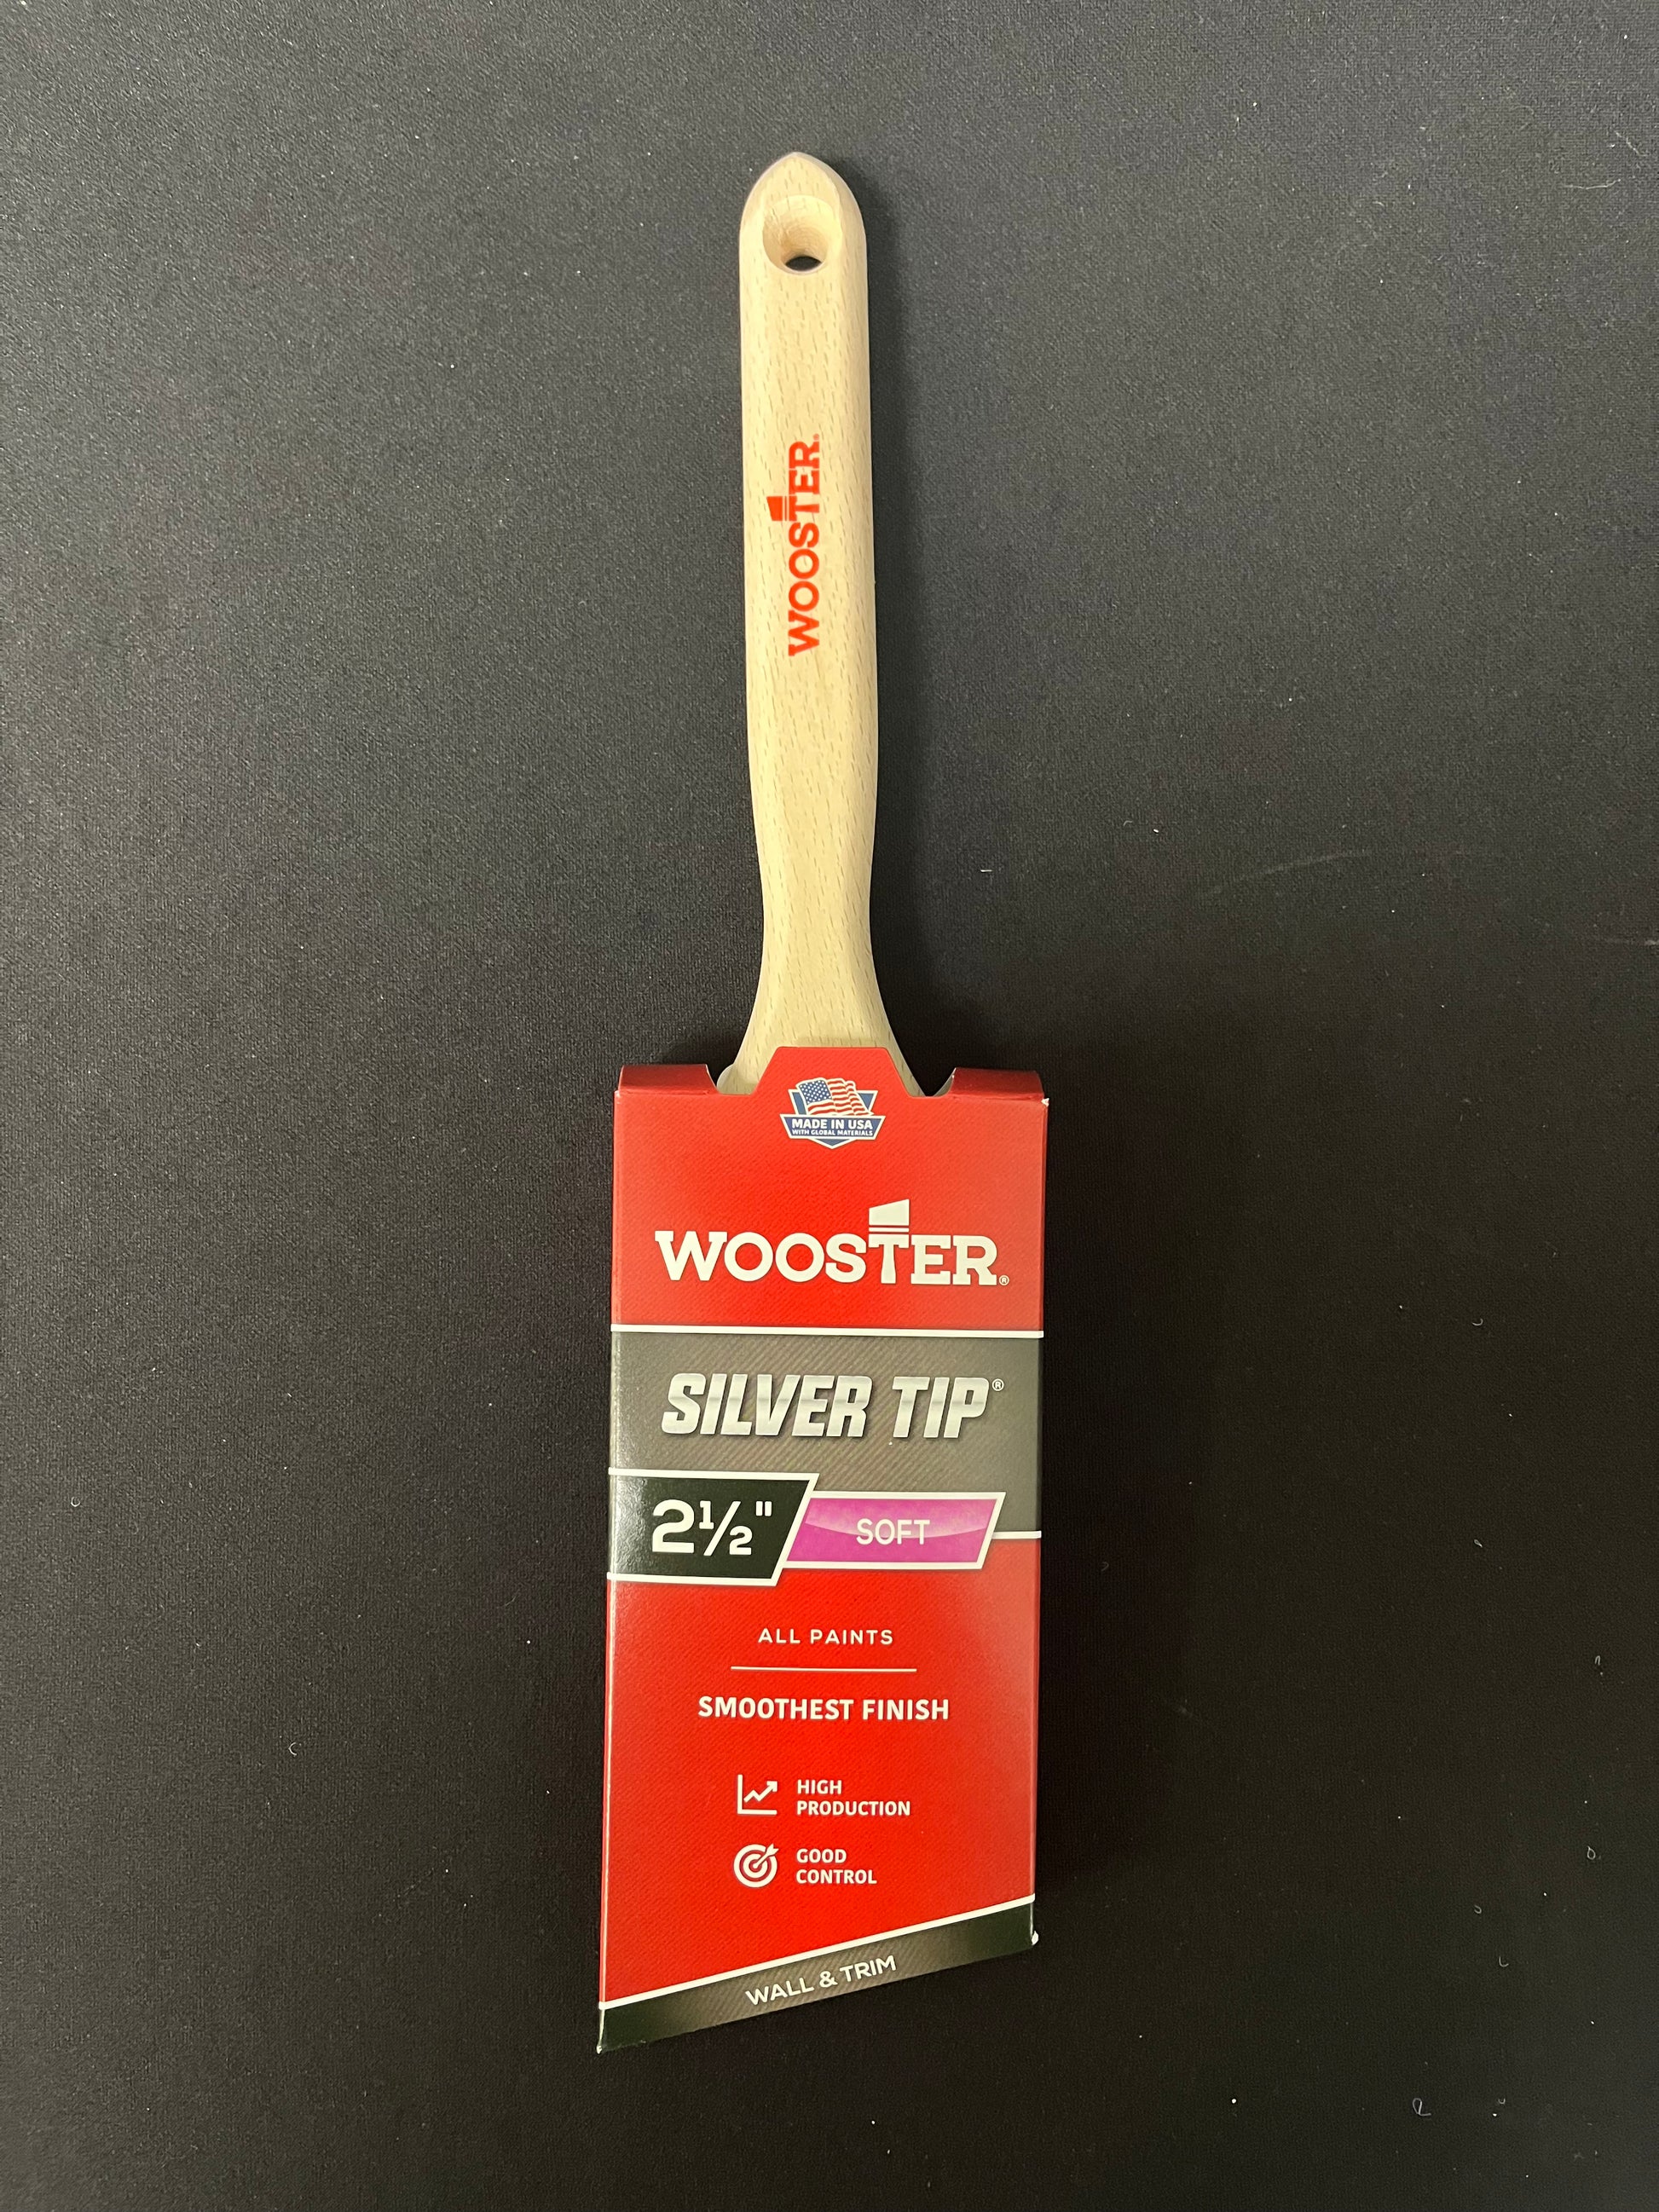 WOOSTER®
MADE IN USA
WITH GLOBAL MATERIALS
WOOSTER®
SILVER TIP®
2½"
SOFT
ALL PAINTS
SMOOTHEST FINISH
HIGH
PRODUCTION
GOOD
CONTROL
WALL & TRIM